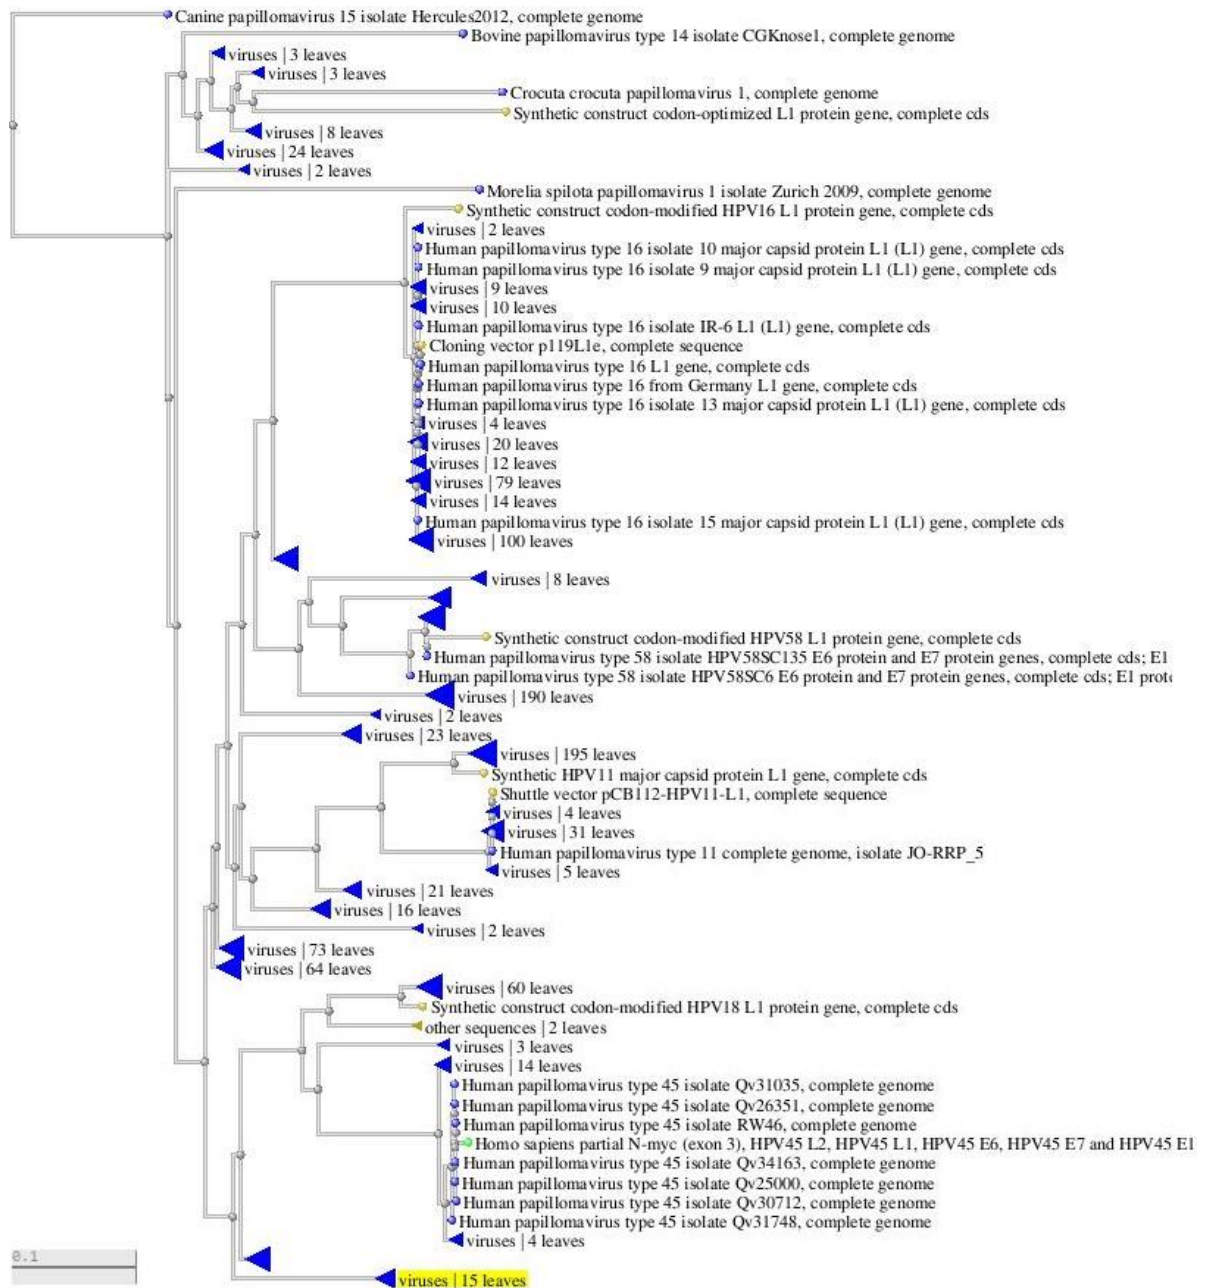 Canine papillomavirus 15 isolate Hercules2012, complete genome
Bovine papillomavirus type 14 isolate CGKnose1, complete genome
viruses | 3 leaves
viruses | 3 leaves
Crocuta crocuta papillomavirus 1, complete genome
Synthetic construct codon-optimized L1 protein gene, complete cds
viruses | 8 leaves
viruses | 24 leaves
viruses | 2 leaves
Morelia spilota papillomavirus 1 isolate Zurich 2009, complete genome
Synthetic construct codon-modified HPV16 L1 protein gene, complete cds
viruses | 2 leaves
Human papillomavirus type 16 isolate 10 major capsid protein L1 (L1) gene, complete cds
Human papillomavirus type 16 isolate 9 major capsid protein L1 (L1) gene, complete cds
viruses | 9 leaves
viruses | 10 leaves
Human papillomavirus type 16 isolate IR-6 L1 (L1) gene, complete cds
Cloning vector p119L1e, complete sequence
Human papillomavirus type 16 L1 gene, complete cds
Human papillomavirus type 16 from Germany L1 gene, complete cds
Human papillomavirus type 16 isolate 13 major capsid protein L1 (L1) gene, complete cds
viruses | 4 leaves
viruses | 20 leaves
viruses | 12 leaves
viruses | 79 leaves
viruses | 14 leaves
Human papillomavirus type 16 isolate 15 major capsid protein L1 (L1) gene, complete cds
viruses | 100 leaves
viruses | 8 leaves
Synthetic construct codon-modified HPV58 L1 protein gene, complete cds
Human papillomavirus type 58 isolate HPV58SC135 E6 protein and E7 protein genes, complete cds; E1
Human papillomavirus type 58 isolate HPV58SC6 E6 protein and E7 protein genes, complete cds; E1 prote
viruses | 190 leaves
viruses | 2 leaves
viruses | 23 leaves
viruses | 195 leaves
Synthetic HPV11 major capsid protein L1 gene, complete cds
Shuttle vector pCB112-HPV11-L1, complete sequence
viruses | 4 leaves
viruses | 31 leaves
Human papillomavirus type 11 complete genome, isolate JO-RRP_5
viruses | 5 leaves
viruses | 21 leaves
viruses | 16 leaves
viruses | 2 leaves
viruses | 73 leaves
viruses | 64 leaves
viruses | 60 leaves
Synthetic construct codon-modified HPV18 L1 protein gene, complete cds
other sequences | 2 leaves
viruses | 3 leaves
viruses | 14 leaves
Human papillomavirus type 45 isolate Qv31035, complete genome
Human papillomavirus type 45 isolate Qv26351, complete genome
Human papillomavirus type 45 isolate RW46, complete genome
Homo sapiens partial N-myc (exon 3), HPV45 L2, HPV45 L1, HPV45 E6, HPV45 E7 and HPV45 E1
Human papillomavirus type 45 isolate Qv34163, complete genome
Human papillomavirus type 45 isolate Qv25000, complete genome
Human papillomavirus type 45 isolate Qv30712, complete genome
Human papillomavirus type 45 isolate Qv31748, complete genome
viruses | 4 leaves
0.1
viruses | 15 leaves